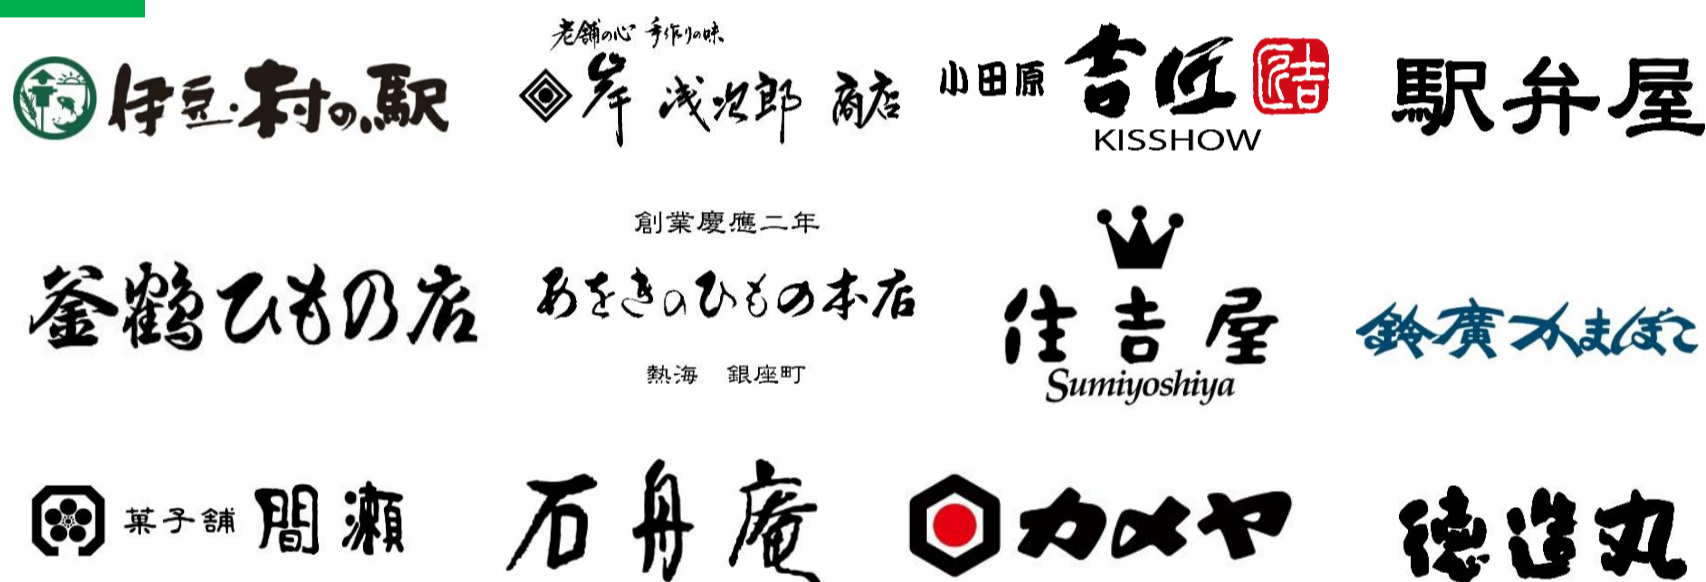 伊豆・村の駅
老舗の心 手作りの味
岸 浅次郎 商店
小田原 吉匠
KISSHOW
駅弁屋
釜鶴ひもの店
創業慶應二年
あをきのひもの本店
熱海 銀座町
住吉屋
Sumiyoshiya
鈴廣かまぼこ
菓子舗 間瀬
石舟庵
カメヤ
徳造丸